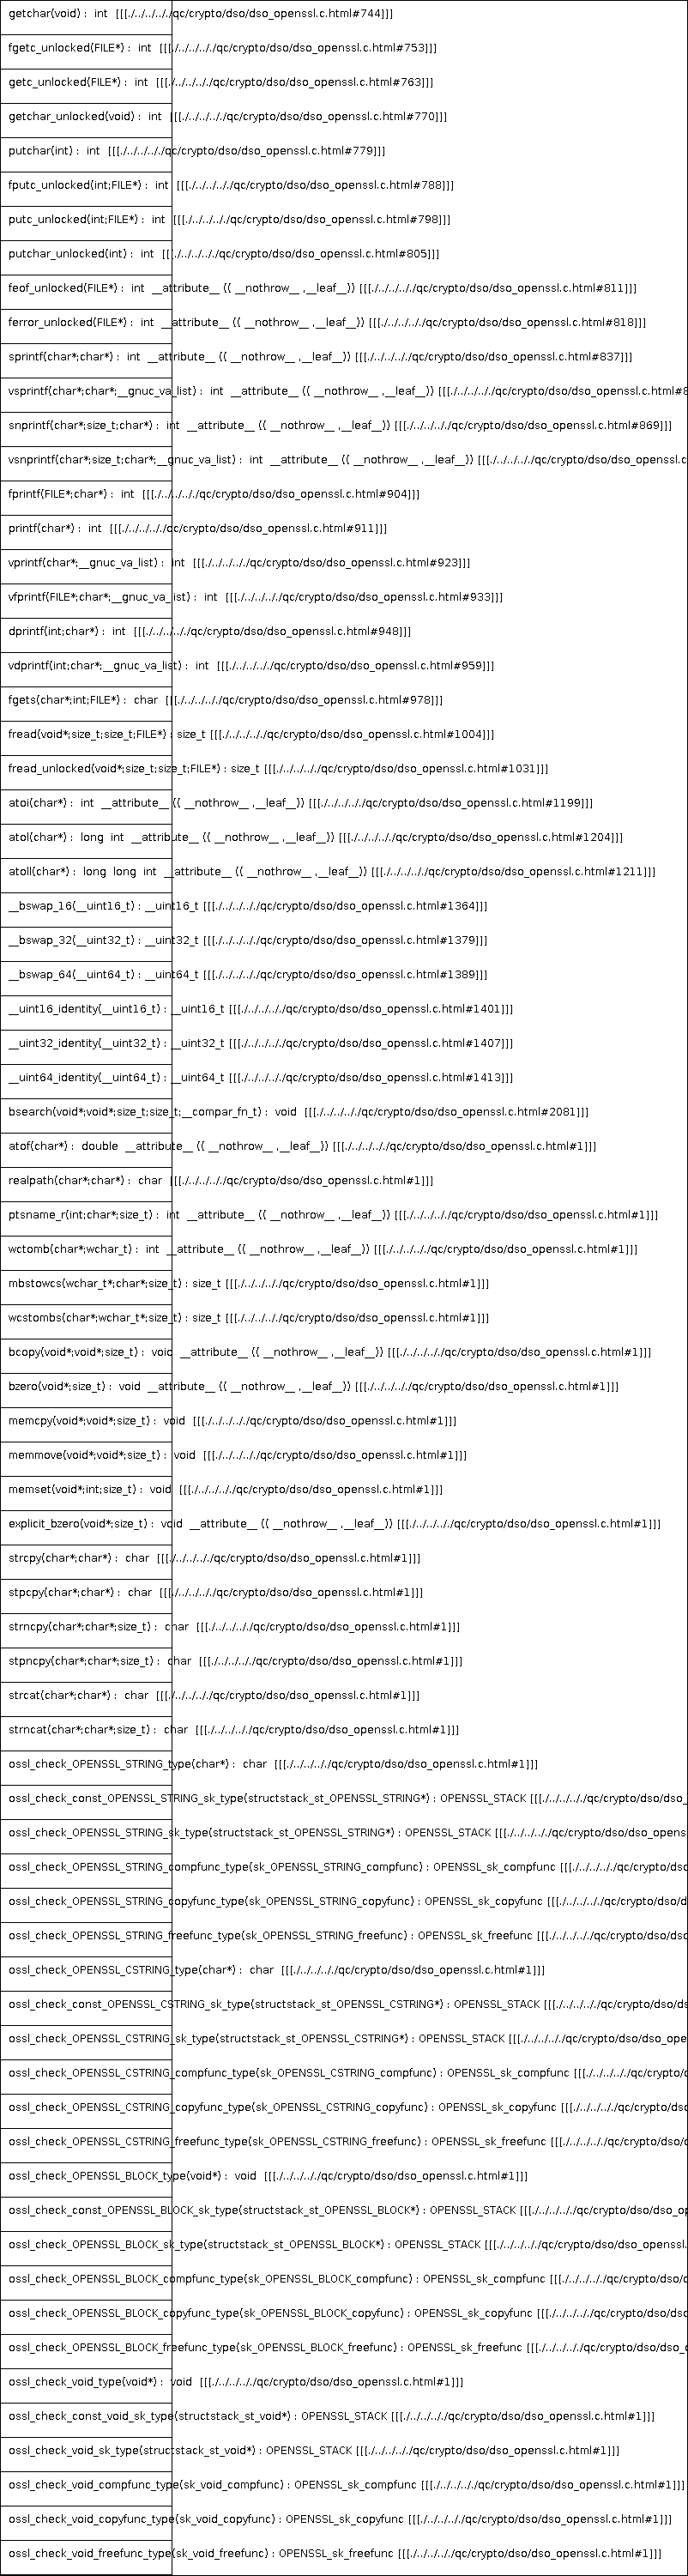 getchar(void) : int [[[./../../../qc/crypto/dso/dso_openssl.c.html#744]]]
fgetc_unlocked(FILE*) : int [[[./../../../qc/crypto/dso/dso_openssl.c.html#753]]]
getc_unlocked(FILE*) : int [[[./../../../qc/crypto/dso/dso_openssl.c.html#763]]]
getchar_unlocked(void) : int [[[./../../../qc/crypto/dso/dso_openssl.c.html#770]]]
putchar(int) : int [[[./../../../qc/crypto/dso/dso_openssl.c.html#779]]]
fputc_unlocked(int;FILE*) : int [[[./../../../qc/crypto/dso/dso_openssl.c.html#788]]]
putc_unlocked(int;FILE*) : int [[[./../../../qc/crypto/dso/dso_openssl.c.html#798]]]
putchar_unlocked(int) : int [[[./../../../qc/crypto/dso/dso_openssl.c.html#805]]]
feof_unlocked(FILE*) : int __attribute__ (( __nothrow__ ,__leaf__)) [[[./../../../qc/crypto/dso/dso_openssl.c.html#811]]]
ferror_unlocked(FILE*) : int __attribute__ (( __nothrow__ ,__leaf__)) [[[./../../../qc/crypto/dso/dso_openssl.c.html#818]]]
sprintf(char*;char*) : int __attribute__ (( __nothrow__ ,__leaf__)) [[[./../../../qc/crypto/dso/dso_openssl.c.html#837]]]
vsprintf(char*;char*;__gnuc_va_list) : int __attribute__ (( __nothrow__ ,__leaf__)) [[[./../../../qc/crypto/dso/dso_openssl.c.html#8
snprintf(char*;size_t;char*) : int __attribute__ (( __nothrow__ ,__leaf__)) [[[./../../../qc/crypto/dso/dso_openssl.c.html#869]]]
vsnprintf(char*;size_t;char*;__gnuc_va_list) : int __attribute__ (( __nothrow__ ,__leaf__)) [[[./../../../qc/crypto/dso/dso_openssl.c
fprintf(FILE*;char*) : int [[[./../../../qc/crypto/dso/dso_openssl.c.html#904]]]
printf(char*) : int [[[./../../../qc/crypto/dso/dso_openssl.c.html#911]]]
vprintf(char*;__gnuc_va_list) : int [[[./../../../qc/crypto/dso/dso_openssl.c.html#923]]]
vfprintf(FILE*;char*;__gnuc_va_list) : int [[[./../../../qc/crypto/dso/dso_openssl.c.html#933]]]
dprintf(int;char*) : int [[[./../../../qc/crypto/dso/dso_openssl.c.html#948]]]
vdprintf(int;char*;__gnuc_va_list) : int [[[./../../../qc/crypto/dso/dso_openssl.c.html#959]]]
fgets(char*;int;FILE*) : char [[[./../../../qc/crypto/dso/dso_openssl.c.html#978]]]
fread(void*;size_t;size_t;FILE*) : size_t [[[./../../../qc/crypto/dso/dso_openssl.c.html#1004]]]
fread_unlocked(void*;size_t;size_t;FILE*) : size_t [[[./../../../qc/crypto/dso/dso_openssl.c.html#1031]]]
atoi(char*) : int __attribute__ (( __nothrow__ ,__leaf__)) [[[./../../../qc/crypto/dso/dso_openssl.c.html#1199]]]
atol(char*) : long int __attribute__ (( __nothrow__ ,__leaf__)) [[[./../../../qc/crypto/dso/dso_openssl.c.html#1204]]]
atoll(char*) : long long int __attribute__ (( __nothrow__ ,__leaf__)) [[[./../../../qc/crypto/dso/dso_openssl.c.html#1211]]]
__bswap_16(__uint16_t) : __uint16_t [[[./../../../qc/crypto/dso/dso_openssl.c.html#1364]]]
__bswap_32(__uint32_t) : __uint32_t [[[./../../../qc/crypto/dso/dso_openssl.c.html#1379]]]
__bswap_64(__uint64_t) : __uint64_t [[[./../../../qc/crypto/dso/dso_openssl.c.html#1389]]]
__uint16_identity(__uint16_t) : __uint16_t [[[./../../../qc/crypto/dso/dso_openssl.c.html#1401]]]
__uint32_identity(__uint32_t) : __uint32_t [[[./../../../qc/crypto/dso/dso_openssl.c.html#1407]]]
__uint64_identity(__uint64_t) : __uint64_t [[[./../../../qc/crypto/dso/dso_openssl.c.html#1413]]]
bsearch(void*;void*;size_t;size_t;__compar_fn_t) : void [[[./../../../qc/crypto/dso/dso_openssl.c.html#2081]]]
atof(char*) : double __attribute__ (( __nothrow__ ,__leaf__)) [[[./../../../qc/crypto/dso/dso_openssl.c.html#1]]]
realpath(char*;char*) : char [[[./../../../qc/crypto/dso/dso_openssl.c.html#1]]]
ptsname_r(int;char*;size_t) : int __attribute__ (( __nothrow__ ,__leaf__)) [[[./../../../qc/crypto/dso/dso_openssl.c.html#1]]]
wctomb(char*;wchar_t) : int __attribute__ (( __nothrow__ ,__leaf__)) [[[./../../../qc/crypto/dso/dso_openssl.c.html#1]]]
mbstowcs(wchar_t*;char*;size_t) : size_t [[[./../../../qc/crypto/dso/dso_openssl.c.html#1]]]
wcstombs(char*;wchar_t*;size_t) : size_t [[[./../../../qc/crypto/dso/dso_openssl.c.html#1]]]
bcopy(void*;void*;size_t) : void __attribute__ (( __nothrow__ ,__leaf__)) [[[./../../../qc/crypto/dso/dso_openssl.c.html#1]]]
bzero(void*;size_t) : void __attribute__ (( __nothrow__ ,__leaf__)) [[[./../../../qc/crypto/dso/dso_openssl.c.html#1]]]
memcpy(void*;void*;size_t) : void [[[./../../../qc/crypto/dso/dso_openssl.c.html#1]]]
memmove(void*;void*;size_t) : void [[[./../../../qc/crypto/dso/dso_openssl.c.html#1]]]
memset(void*;int;size_t) : void [[[./../../../qc/crypto/dso/dso_openssl.c.html#1]]]
explicit_bzero(void*;size_t) : void __attribute__ (( __nothrow__ ,__leaf__)) [[[./../../../qc/crypto/dso/dso_openssl.c.html#1]]]
strcpy(char*;char*) : char [[[./../../../qc/crypto/dso/dso_openssl.c.html#1]]]
stpcpy(char*;char*) : char [[[./../../../qc/crypto/dso/dso_openssl.c.html#1]]]
strncpy(char*;char*;size_t) : char [[[./../../../qc/crypto/dso/dso_openssl.c.html#1]]]
stpncpy(char*;char*;size_t) : char [[[./../../../qc/crypto/dso/dso_openssl.c.html#1]]]
strcat(char*;char*) : char [[[./../../../qc/crypto/dso/dso_openssl.c.html#1]]]
strncat(char*;char*;size_t) : char [[[./../../../qc/crypto/dso/dso_openssl.c.html#1]]]
ossl_check_OPENSSL_STRING_type(char*) : char [[[./../../../qc/crypto/dso/dso_openssl.c.html#1]]]
ossl_check_const_OPENSSL_STRING_sk_type(structstack_st_OPENSSL_STRING*) : OPENSSL_STACK [[[./../../../qc/crypto/dso/dso_
ossl_check_OPENSSL_STRING_sk_type(structstack_st_OPENSSL_STRING*) : OPENSSL_STACK [[[./../../../qc/crypto/dso/dso_opens
ossl_check_OPENSSL_STRING_compfunc_type(sk_OPENSSL_STRING_compfunc) : OPENSSL_sk_compfunc [[[./../../../qc/crypto/dso
ossl_check_OPENSSL_STRING_copyfunc_type(sk_OPENSSL_STRING_copyfunc) : OPENSSL_sk_copyfunc [[[./../../../qc/crypto/dso/d
ossl_check_OPENSSL_STRING_freefunc_type(sk_OPENSSL_STRING_freefunc) : OPENSSL_sk_freefunc [[[./../../../qc/crypto/dso/dso
ossl_check_OPENSSL_CSTRING_type(char*) : char [[[./../../../qc/crypto/dso/dso_openssl.c.html#1]]]
ossl_check_const_OPENSSL_CSTRING_sk_type(structstack_st_OPENSSL_CSTRING*) : OPENSSL_STACK [[[./../../../qc/crypto/dso/ds
ossl_check_OPENSSL_CSTRING_sk_type(structstack_st_OPENSSL_CSTRING*) : OPENSSL_STACK [[[./../../../qc/crypto/dso/dso_ope
ossl_check_OPENSSL_CSTRING_compfunc_type(sk_OPENSSL_CSTRING_compfunc) : OPENSSL_sk_compfunc [[[./../../../qc/crypto/d
ossl_check_OPENSSL_CSTRING_copyfunc_type(sk_OPENSSL_CSTRING_copyfunc) : OPENSSL_sk_copyfunc [[[./../../../qc/crypto/dso
ossl_check_OPENSSL_CSTRING_freefunc_type(sk_OPENSSL_CSTRING_freefunc) : OPENSSL_sk_freefunc [[[./../../../qc/crypto/dso/d
ossl_check_OPENSSL_BLOCK_type(void*) : void [[[./../../../qc/crypto/dso/dso_openssl.c.html#1]]]
ossl_check_const_OPENSSL_BLOCK_sk_type(structstack_st_OPENSSL_BLOCK*) : OPENSSL_STACK [[[./../../../qc/crypto/dso/dso_op
ossl_check_OPENSSL_BLOCK_sk_type(structstack_st_OPENSSL_BLOCK*) : OPENSSL_STACK [[[./../../../qc/crypto/dso/dso_openssl.
ossl_check_OPENSSL_BLOCK_compfunc_type(sk_OPENSSL_BLOCK_compfunc) : OPENSSL_sk_compfunc [[[./../../../qc/crypto/dso/d
ossl_check_OPENSSL_BLOCK_copyfunc_type(sk_OPENSSL_BLOCK_copyfunc) : OPENSSL_sk_copyfunc [[[./../../../qc/crypto/dso/dso
ossl_check_OPENSSL_BLOCK_freefunc_type(sk_OPENSSL_BLOCK_freefunc) : OPENSSL_sk_freefunc [[[./../../../qc/crypto/dso/dso_o
ossl_check_void_type(void*) : void [[[./../../../qc/crypto/dso/dso_openssl.c.html#1]]]
ossl_check_const_void_sk_type(structstack_st_void*) : OPENSSL_STACK [[[./../../../qc/crypto/dso/dso_openssl.c.html#1]]]
ossl_check_void_sk_type(structstack_st_void*) : OPENSSL_STACK [[[./../../../qc/crypto/dso/dso_openssl.c.html#1]]]
ossl_check_void_compfunc_type(sk_void_compfunc) : OPENSSL_sk_compfunc [[[./../../../qc/crypto/dso/dso_openssl.c.html#1]]]
ossl_check_void_copyfunc_type(sk_void_copyfunc) : OPENSSL_sk_copyfunc [[[./../../../qc/crypto/dso/dso_openssl.c.html#1]]]
ossl_check_void_freefunc_type(sk_void_freefunc) : OPENSSL_sk_freefunc [[[./../../../qc/crypto/dso/dso_openssl.c.html#1]]]